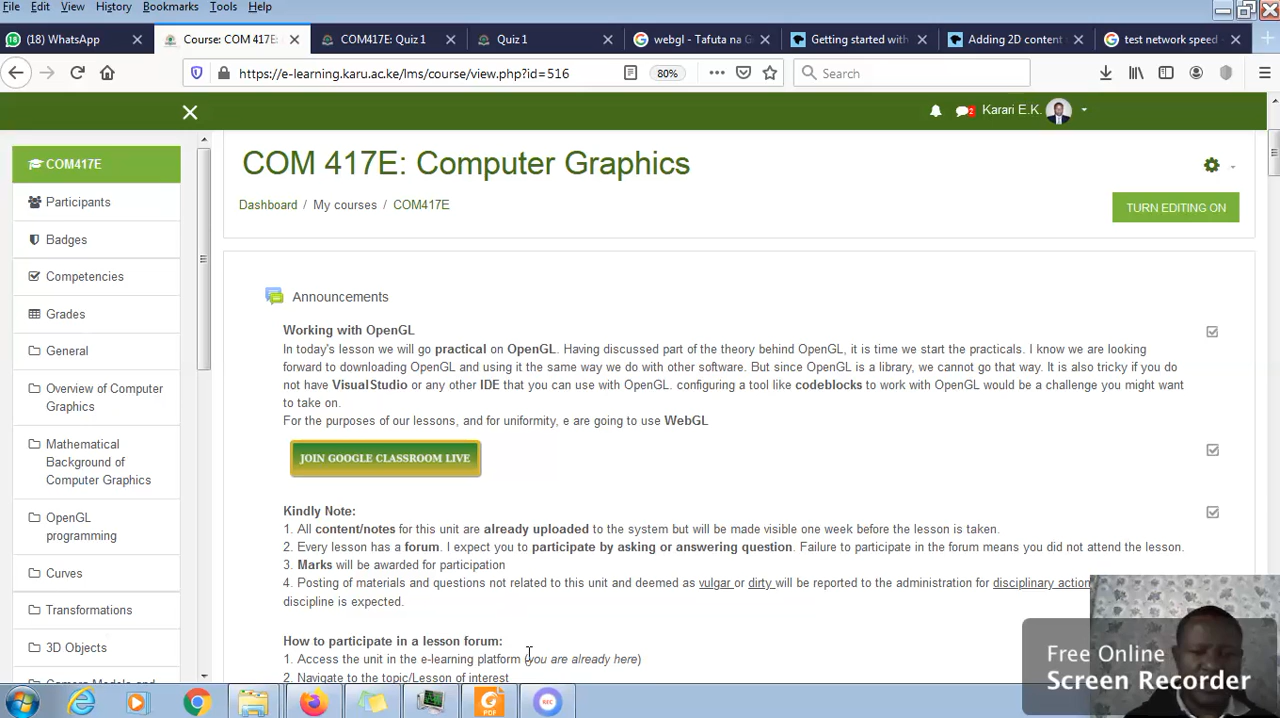 File Edit View History Bookmarks Tools Help
(18) WhatsApp
Course: COM 417E:
COM417E: Quiz 1
Quiz 1
webgl - Tafuta na G
Getting started with
Adding 2D content
test network speed
https://e-learning.karu.ac.ke/lms/course/view.php?id=516
80%
Search
2
Karari E.K.
COM417E
Participants
Badges
Competencies
Grades
General
Overview of Computer
Graphics
Mathematical
Background of
Computer Graphics
OpenGL
programming
Curves
Transformations
3D Objects
Camera Models and
COM 417E: Computer Graphics
Dashboard / My courses / COM417E
TURN EDITING ON
Announcements
Working with OpenGL
In today's lesson we will go practical on OpenGL. Having discussed part of the theory behind OpenGL, it is time we start the practicals. I know we are looking
forward to downloading OpenGL and using it the same way we do with other software. But since OpenGL is a library, we cannot go that way. It is also tricky if you do
not have VisualStudio or any other IDE that you can use with OpenGL. configuring a tool like codeblocks to work with OpenGL would be a challenge you might want
to take on.
For the purposes of our lessons, and for uniformity, e are going to use WebGL
JOIN GOOGLE CLASSROOM LIVE
Kindly Note:
1. All content/notes for this unit are already uploaded to the system but will be made visible one week before the lesson is taken.
2. Every lesson has a forum. I expect you to participate by asking or answering question. Failure to participate in the forum means you did not attend the lesson.
3. Marks will be awarded for participation
4. Posting of materials and questions not related to this unit and deemed as vulgar or dirty will be reported to the administration for disciplinary action
discipline is expected.
How to participate in a lesson forum:
1. Access the unit in the e-learning platform (you are already here)
2. Navigate to the topic/Lesson of interest
REC
PDF
Free Online
Screen Recorder